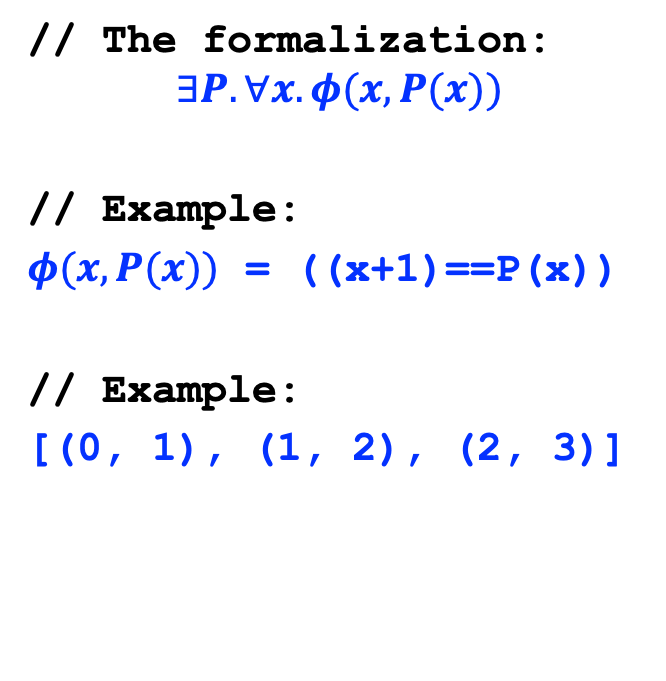 // The formalization:
∃P.∀x.ϕ(x,P(x))
// Example:
ϕ(x,P(x)) = ((x+1)==P(x))
// Example:
[(0, 1), (1, 2), (2, 3)]